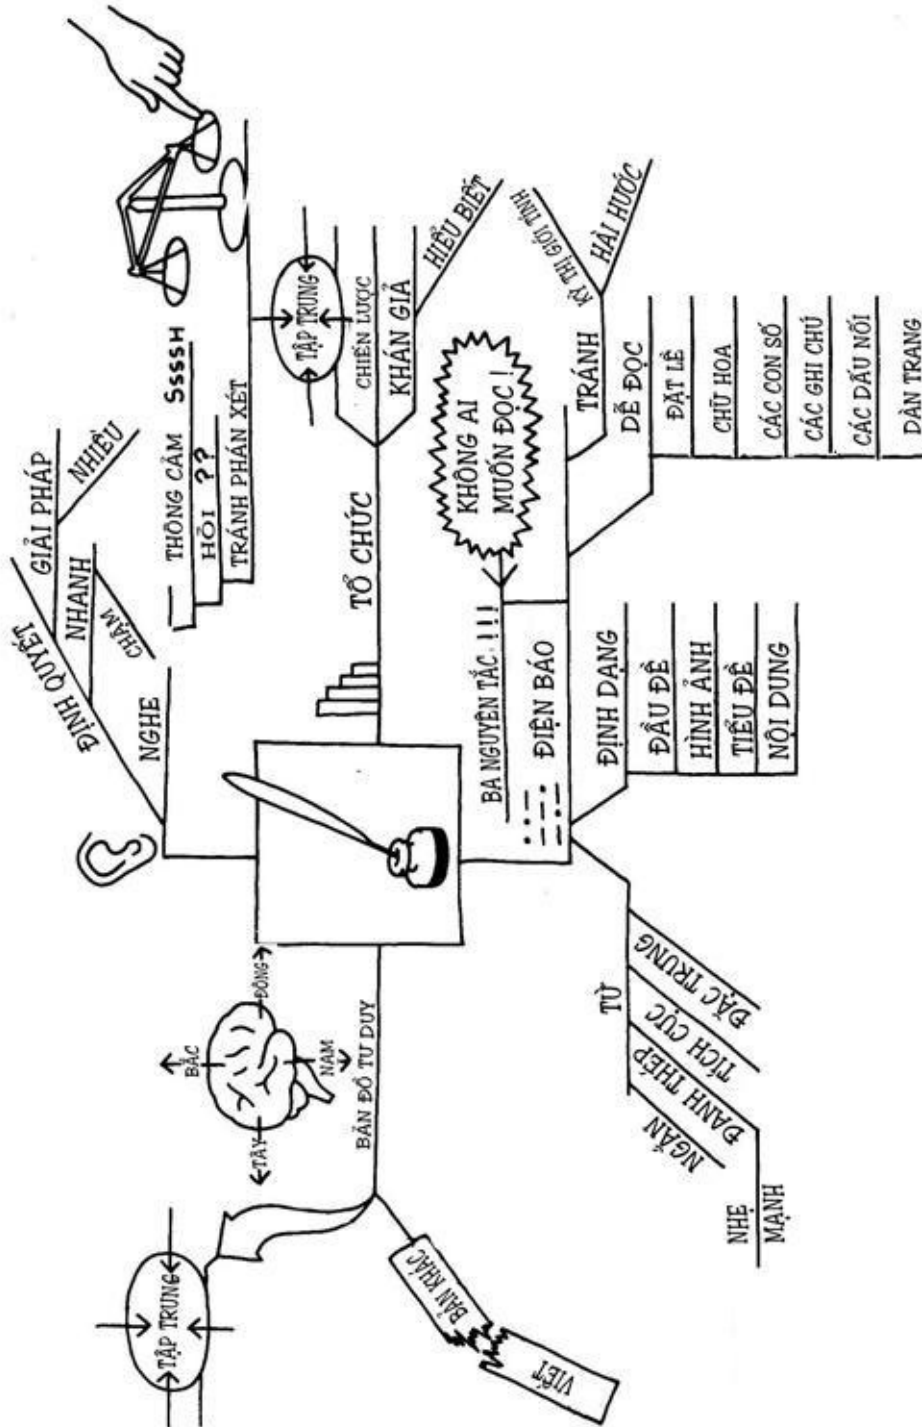 TẬP TRUNG
BẢN ĐỒ TƯ DUY
BẮC
ĐÔNG
NAM
TÂY
BẢN KHÁC
VIẾT
NGHE
ĐỊNH QUYẾT
GIẢI PHÁP
NHIỀU
NHANH
CHẬM
THÔNG CẢM SSSSH
HỎI ??
TRÁNH PHÁN XÉT
TỔ CHỨC
TẬP TRUNG
CHIẾN LƯỢC
KHÁN GIẢ
HIỂU BIẾT
BA NGUYÊN TẮC !!!
KHÔNG AI
MUỐN ĐỌC !
ĐIỆN BÁO
TRÁNH
KỲ THỊ GIỚI TÍNH
HÀI HƯỚC
DỄ ĐỌC
ĐẶT LỀ
CHỮ HOA
CÁC CON SỐ
CÁC GHI CHÚ
CÁC DẤU NỐI
DÀN TRANG
ĐỊNH DẠNG
ĐẦU ĐỀ
HÌNH ẢNH
TIỂU ĐỀ
NỘI DUNG
TỪ
ĐẶC TRƯNG
TÍCH CỰC
ĐANH THÉP
NGẮN
NHẸ
MẠNH